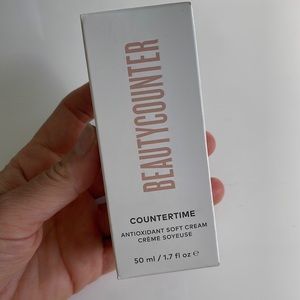 BEAUTYCOUNTER
COUNTERTIME
ANTIOXIDANT SOFT CREAM
CRÈME SOYEUSE
50 ml / 1.7 fl oz ℮